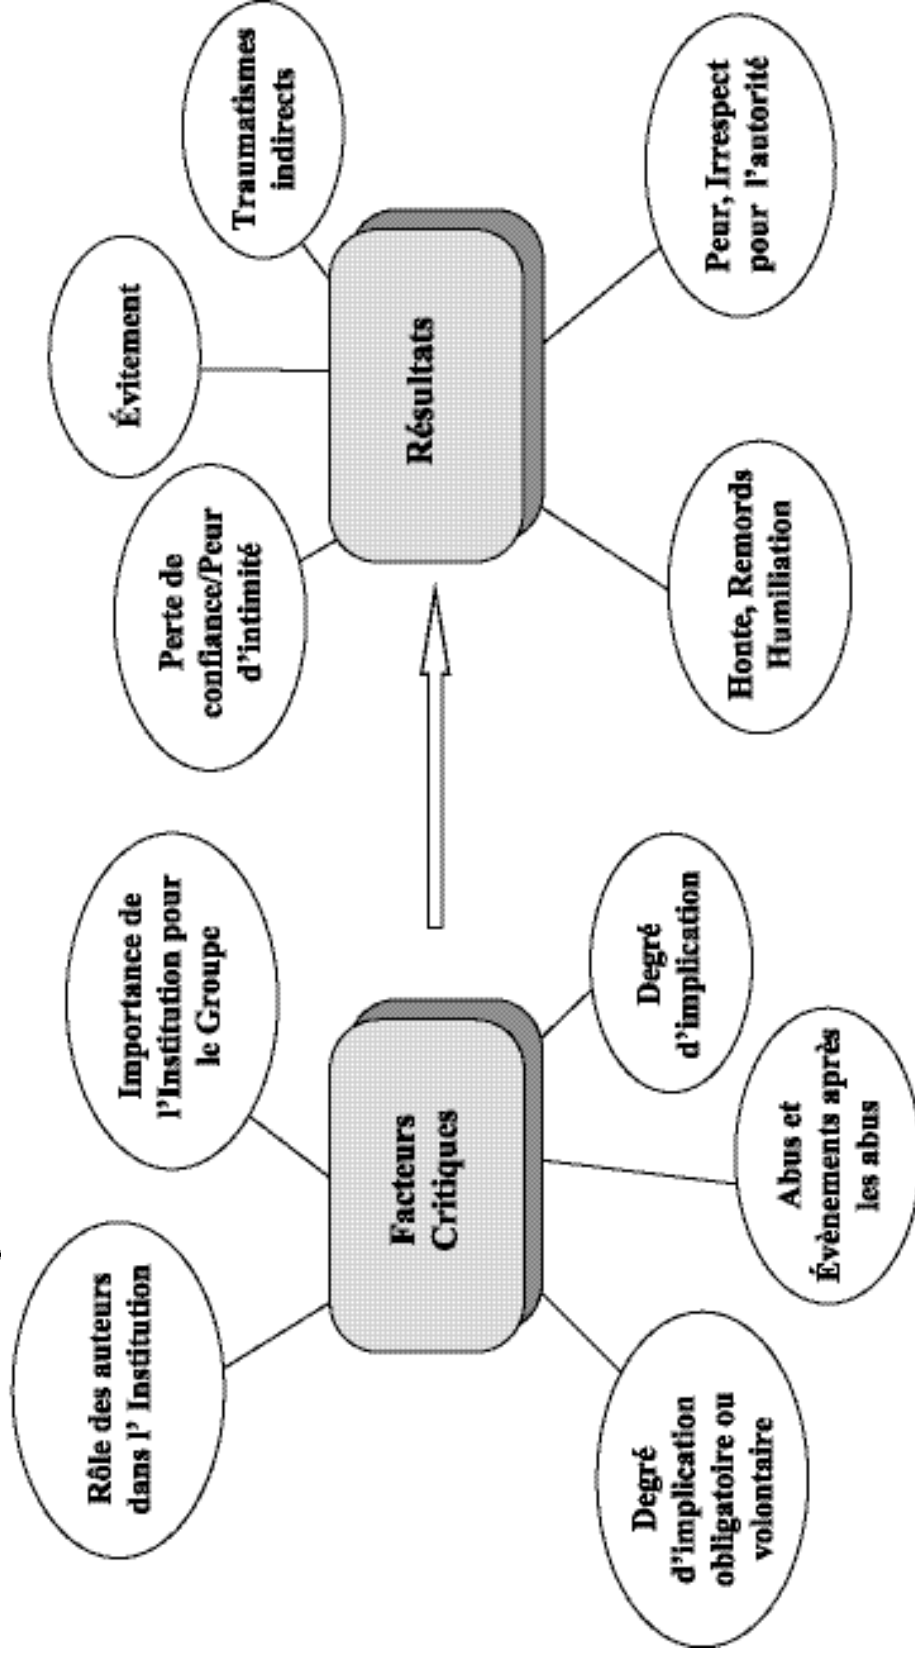 Rôle des auteurs
dans l' Institution
Importance de
l'Institution pour
le Groupe
Facteurs
Critiques
Degré
d'implication
obligatoire ou
volontaire
Abus et
Évènements après
les abus
Degré
d'implication
Perte de
confiance/Peur
d'intimité
Évitement
Traumatismes
indirects
Résultats
Honte, Remords
Humiliation
Peur, Irrespect
pour l'autorité